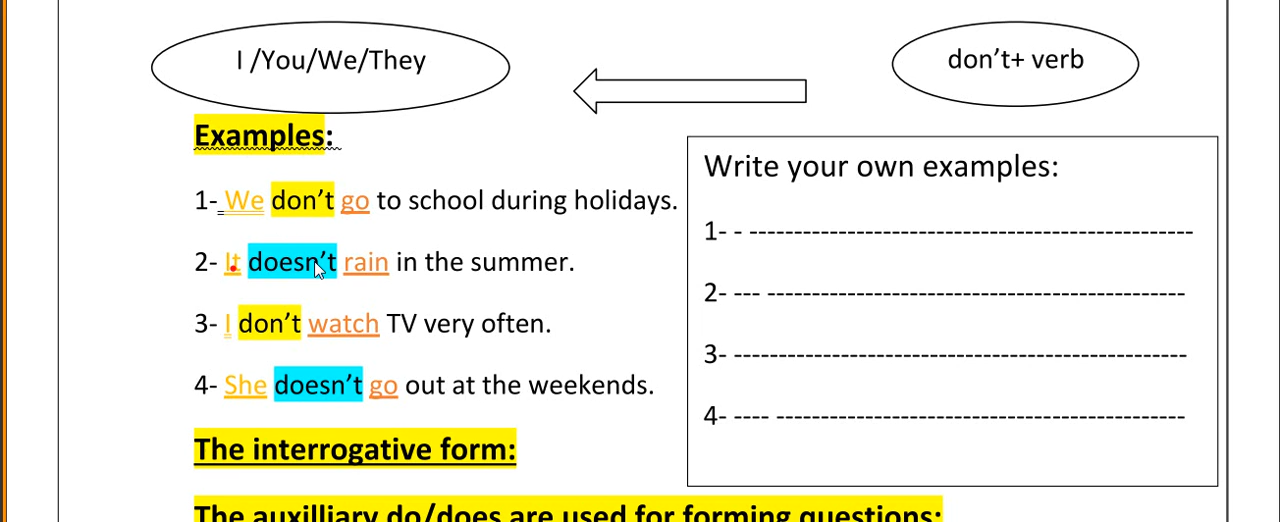 I /You/We/They
don’t+ verb
Examples:
Write your own examples:
1- We don’t go to school during holidays.
1- - --------------------------------------------------
2- It doesn’t rain in the summer.
2- --- -----------------------------------------------
3- I don’t watch TV very often.
3- ---------------------------------------------------
4- She doesn’t go out at the weekends.
4- ---- ----------------------------------------------
The interrogative form:
The auxilliary do/does are used for forming questions: